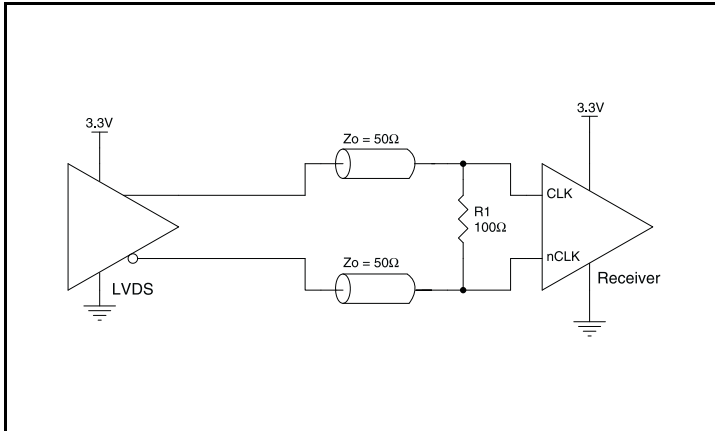 3.3V
LVDS
Zo = 50Ω
Zo = 50Ω
R1
100Ω
3.3V
CLK
nCLK
Receiver